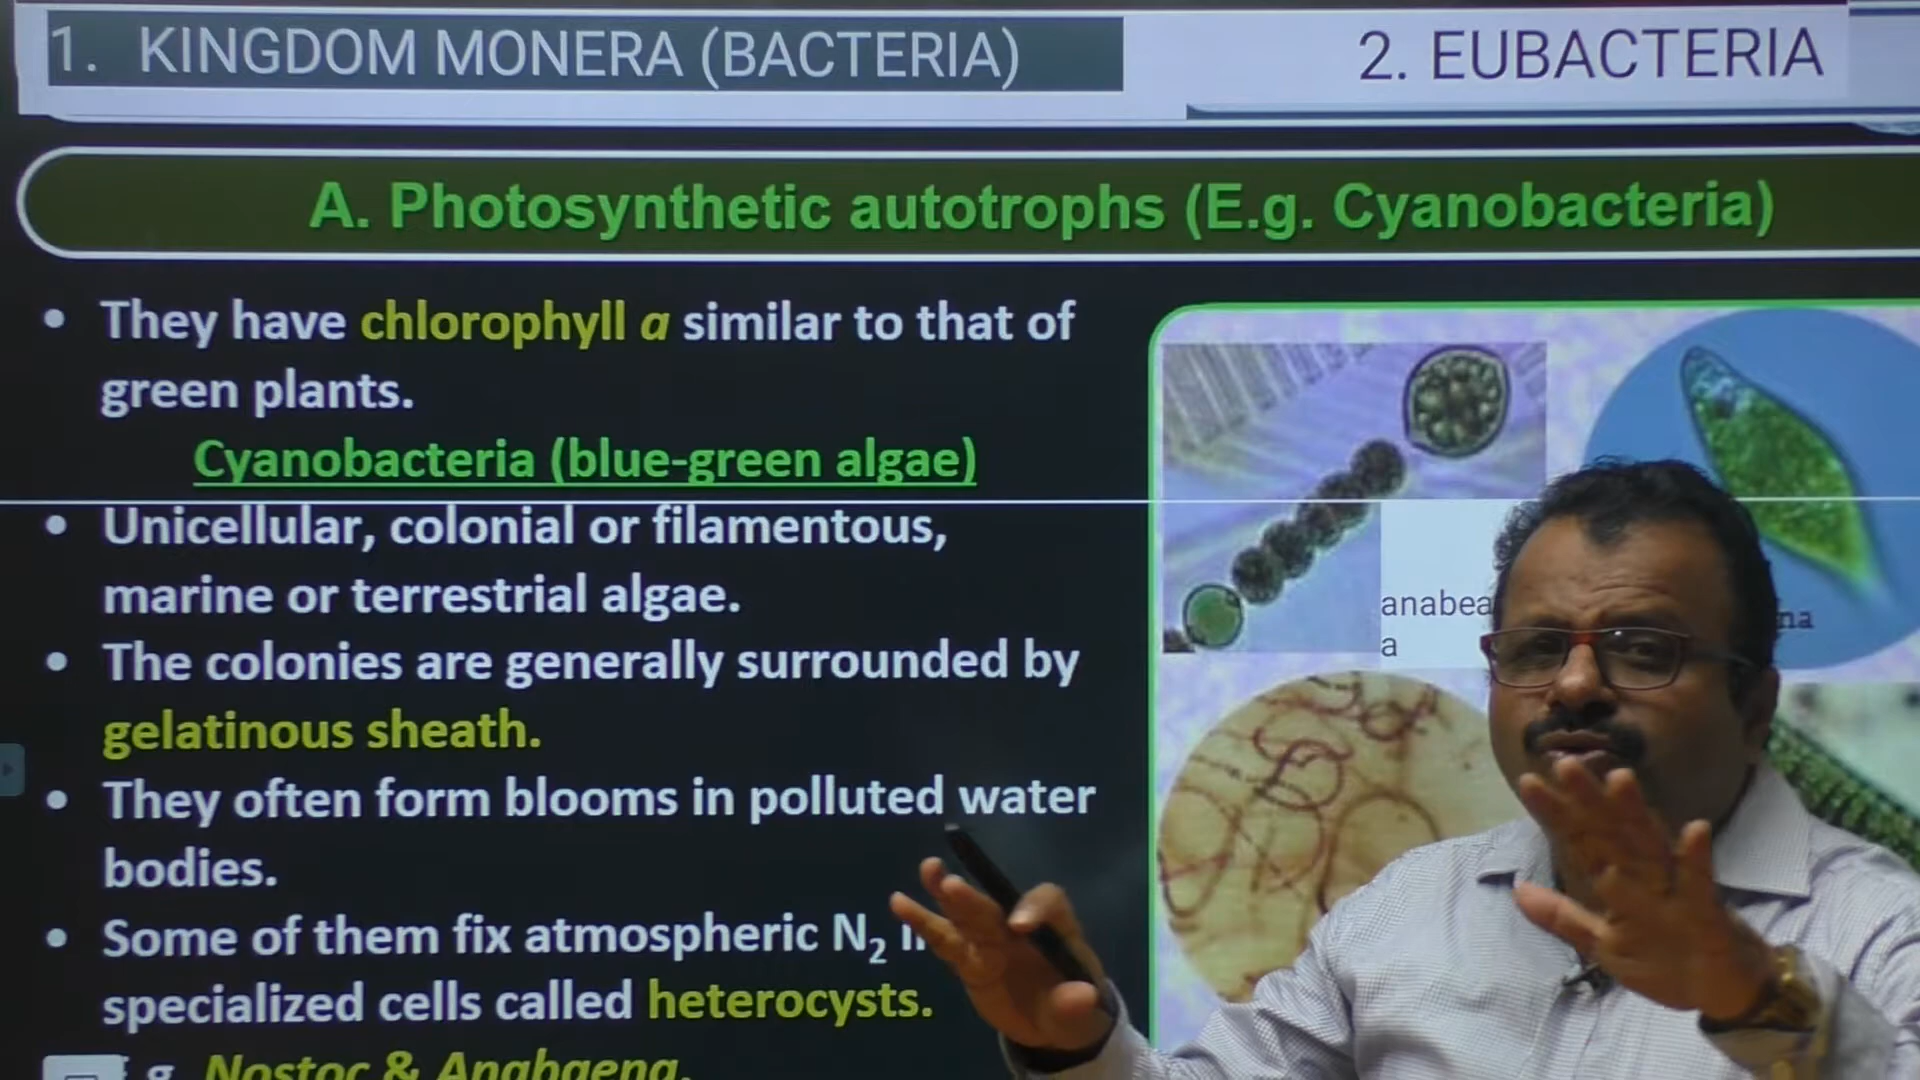 1. KINGDOM MONERA (BACTERIA)
2. EUBACTERIA
A. Photosynthetic autotrophs (E.g. Cyanobacteria)
• They have chlorophyll a similar to that of
green plants.
Cyanobacteria (blue-green algae)
• Unicellular, colonial or filamentous,
marine or terrestrial algae.
• The colonies are generally surrounded by
gelatinous sheath.
• They often form blooms in polluted water
bodies.
• Some of them fix atmospheric N₂
specialized cells called heterocysts.
Nostoc & Anabaena.
anabea
a